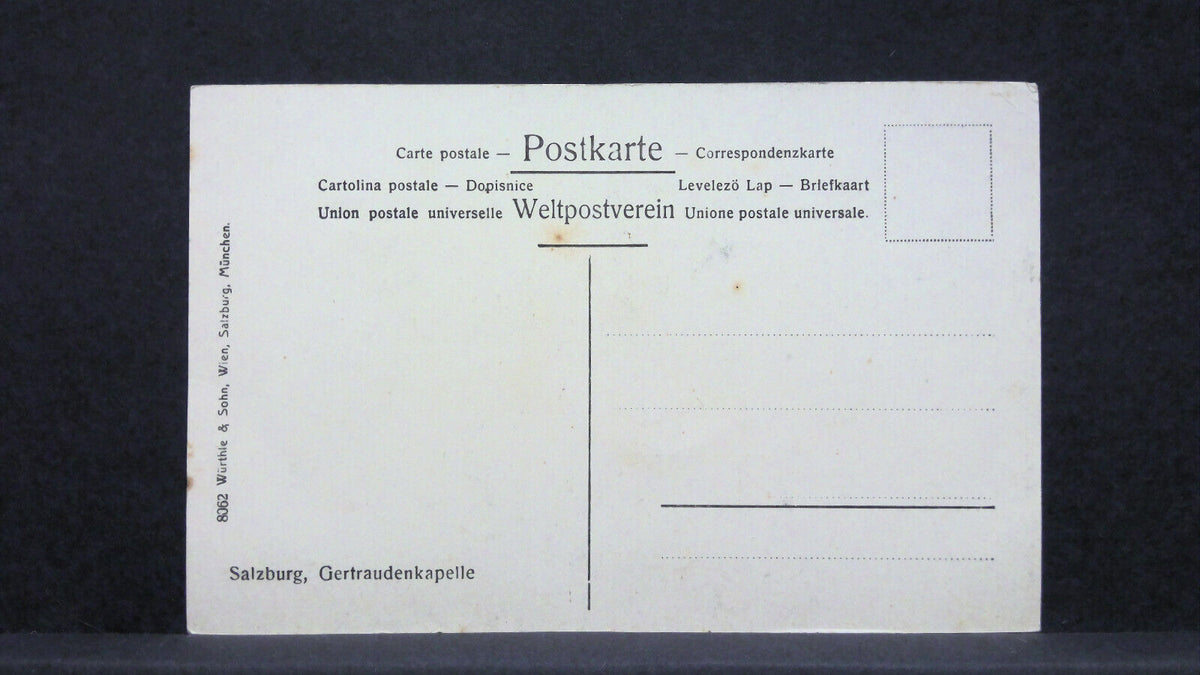 Carte postale — Postkarte — Correspondenzkarte
Cartolina postale — Dopisnice Levelezö Lap — Briefkaart
Union postale universelle Weltpostverein Unione postale universale.
8062 Würthle & Sohn, Wien, Salzburg, München.
Salzburg, Gertraudenkapelle